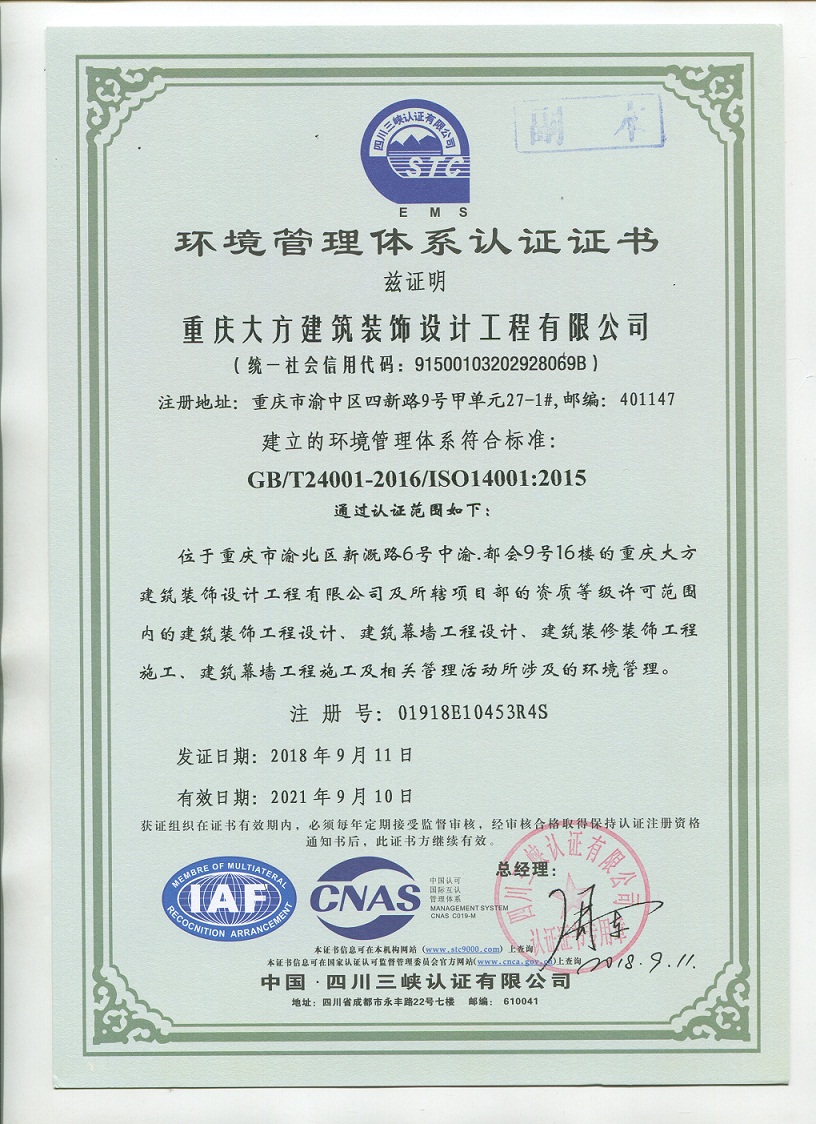 副 本
四川三峡认证有限公司
STC
EMS
环境管理体系认证证书
兹证明
重庆大方建筑装饰设计工程有限公司
(统一社会信用代码:91500103202928069B)
注册地址:重庆市渝中区四新路9号甲单元27-1#,邮编:401147
建立的环境管理体系符合标准:
GB/T24001-2016/ISO14001:2015
通过认证范围如下:
位于重庆市渝北区新溉路6号中渝.都会9号16楼的重庆大方
建筑装饰设计工程有限公司及所辖项目部的资质等级许可范围
内的建筑装饰工程设计、建筑幕墙工程设计、建筑装修装饰工程
施工、建筑幕墙工程施工及相关管理活动所涉及的环境管理。
注 册 号:01918E10453R4S
发证日期:2018年9月11日
有效日期:2021年9月10日
获证组织在证书有效期内,必须每年定期接受监督审核,经审核合格取得保持认证注册资格
通知书后,此证书方继续有效。
总经理:
MEMBRE OF MULTIATERAL
IAF
RECOGNITION ARRANGEMENT
CNAS
中国认可
国际互认
管理体系
MANAGEMENT SYSTEM
CNAS C019-M
四川三峡认证有限公司
认证证书专用章
2018.9.11.
本证书信息可在本机构网站(www.stc9000.com)上查询
本证书信息可在国家认证认可监督管理委员会官方网站(www.cnca.gov.cn)上查询
中国·四川三峡认证有限公司
地址:四川省成都市永丰路22号七楼 邮编:610041